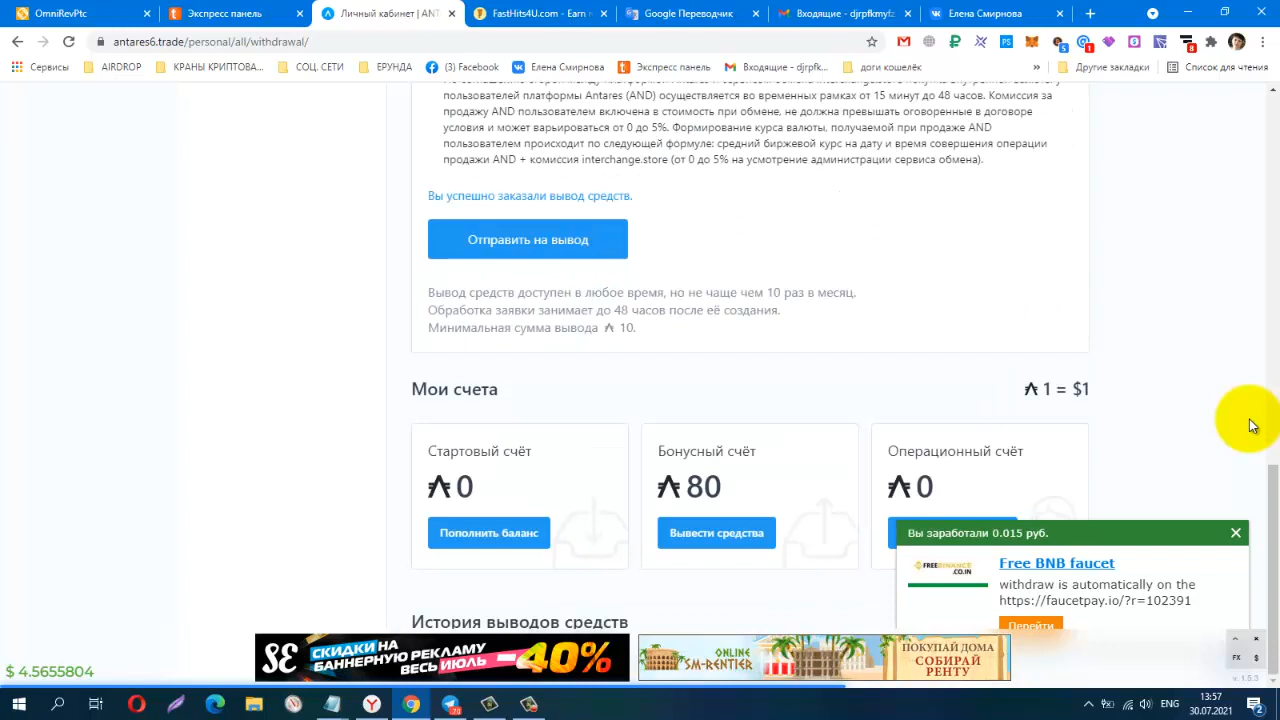 OmniRevPtc
Экспресс панель
Личный кабинет | ANT
FastHits4U.com - Earn
Google Переводчик
Входящие - djrpfkmyfz
Елена Смирнова
antares6.trade/personal/all/withdrawal/
Сервисы
AIRDROP
КРАНЫ КРИПТОВА...
СОЦ. СЕТИ
ЕРУНДА
(3) Facebook
Елена Смирнова
Экспресс панель
Входящие - djrpfk...
доги кошелёк
»
Другие закладки
Список для чтения
пользователей платформы Antares (AND) осуществляется во временных рамках от 15 минут до 48 часов. Комиссия за
продажу AND пользователем включена в стоимость при обмене, не должна превышать оговоренные в договоре
условия и может варьироваться от 0 до 5%. Формирование курса валюты, получаемой при продаже AND
пользователем происходит по следующей формуле: средний биржевой курс на дату и время совершения операции
продажи AND + комиссия interchange.store (от 0 до 5% на усмотрение администрации сервиса обмена).
Вы успешно заказали вывод средств.
Отправить на вывод
Вывод средств доступен в любое время, но не чаще чем 10 раз в месяц.
Обработка заявки занимает до 48 часов после её создания.
Минимальная сумма вывода 10.
Мои счета
1 = $1
Стартовый счёт
0
Пополнить баланс
Бонусный счёт
80
Вывести средства
Операционный счёт
0
Вы заработали 0.015 руб.
FREEBINANCE
.CO.IN
Free BNB faucet
withdraw is automatically on the
https://faucetpay.io/?r=102391
Перейти
История выводов средств
SE СКИДКИ НА
БАННЕРНУЮ РЕКЛАМУ
ВЕСЬ ИЮЛЬ - 40%
ONLINE
SM-RENTIER
ПОКУПАЙ ДОМА
СОБИРАЙ
РЕНТУ
FX $
v. 1.5.3
$ 4.5655804
ENG
13:57
30.07.2021